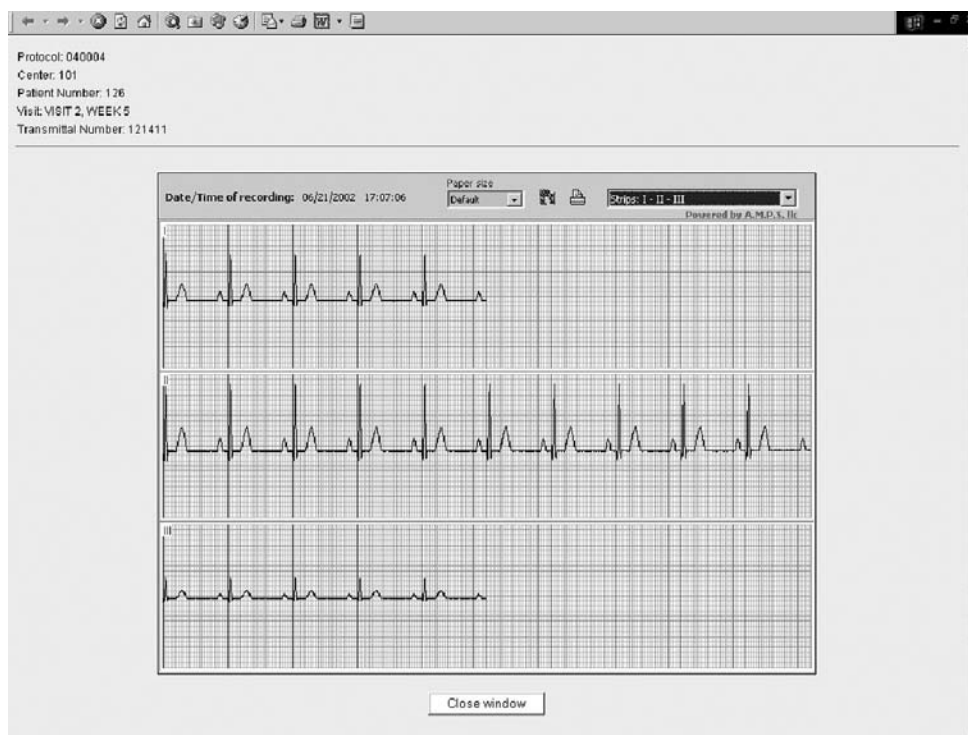 Protocol: 040004
Center: 101
Patient Number: 126
Visit: VISIT 2, WEEK 5
Transmittal Number: 121411
Paper size
Date/Time of recording: 06/21/2002 17:07:06
Default
Strips: I - II - III
Powered by A.M.P.S. llc
I
II
III
Close window